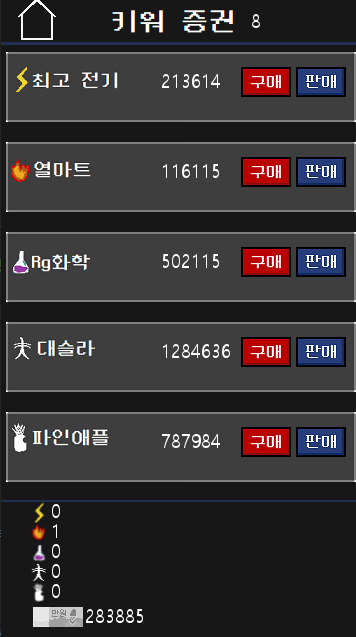 키워 증권 8
최고 전기 213614 구매 판매
열마트 116115 구매 판매
Rg화학 502115 구매 판매
대슬라 1284636 구매 판매
파인애플 787984 구매 판매
0
1
0
0
0
만원 283885